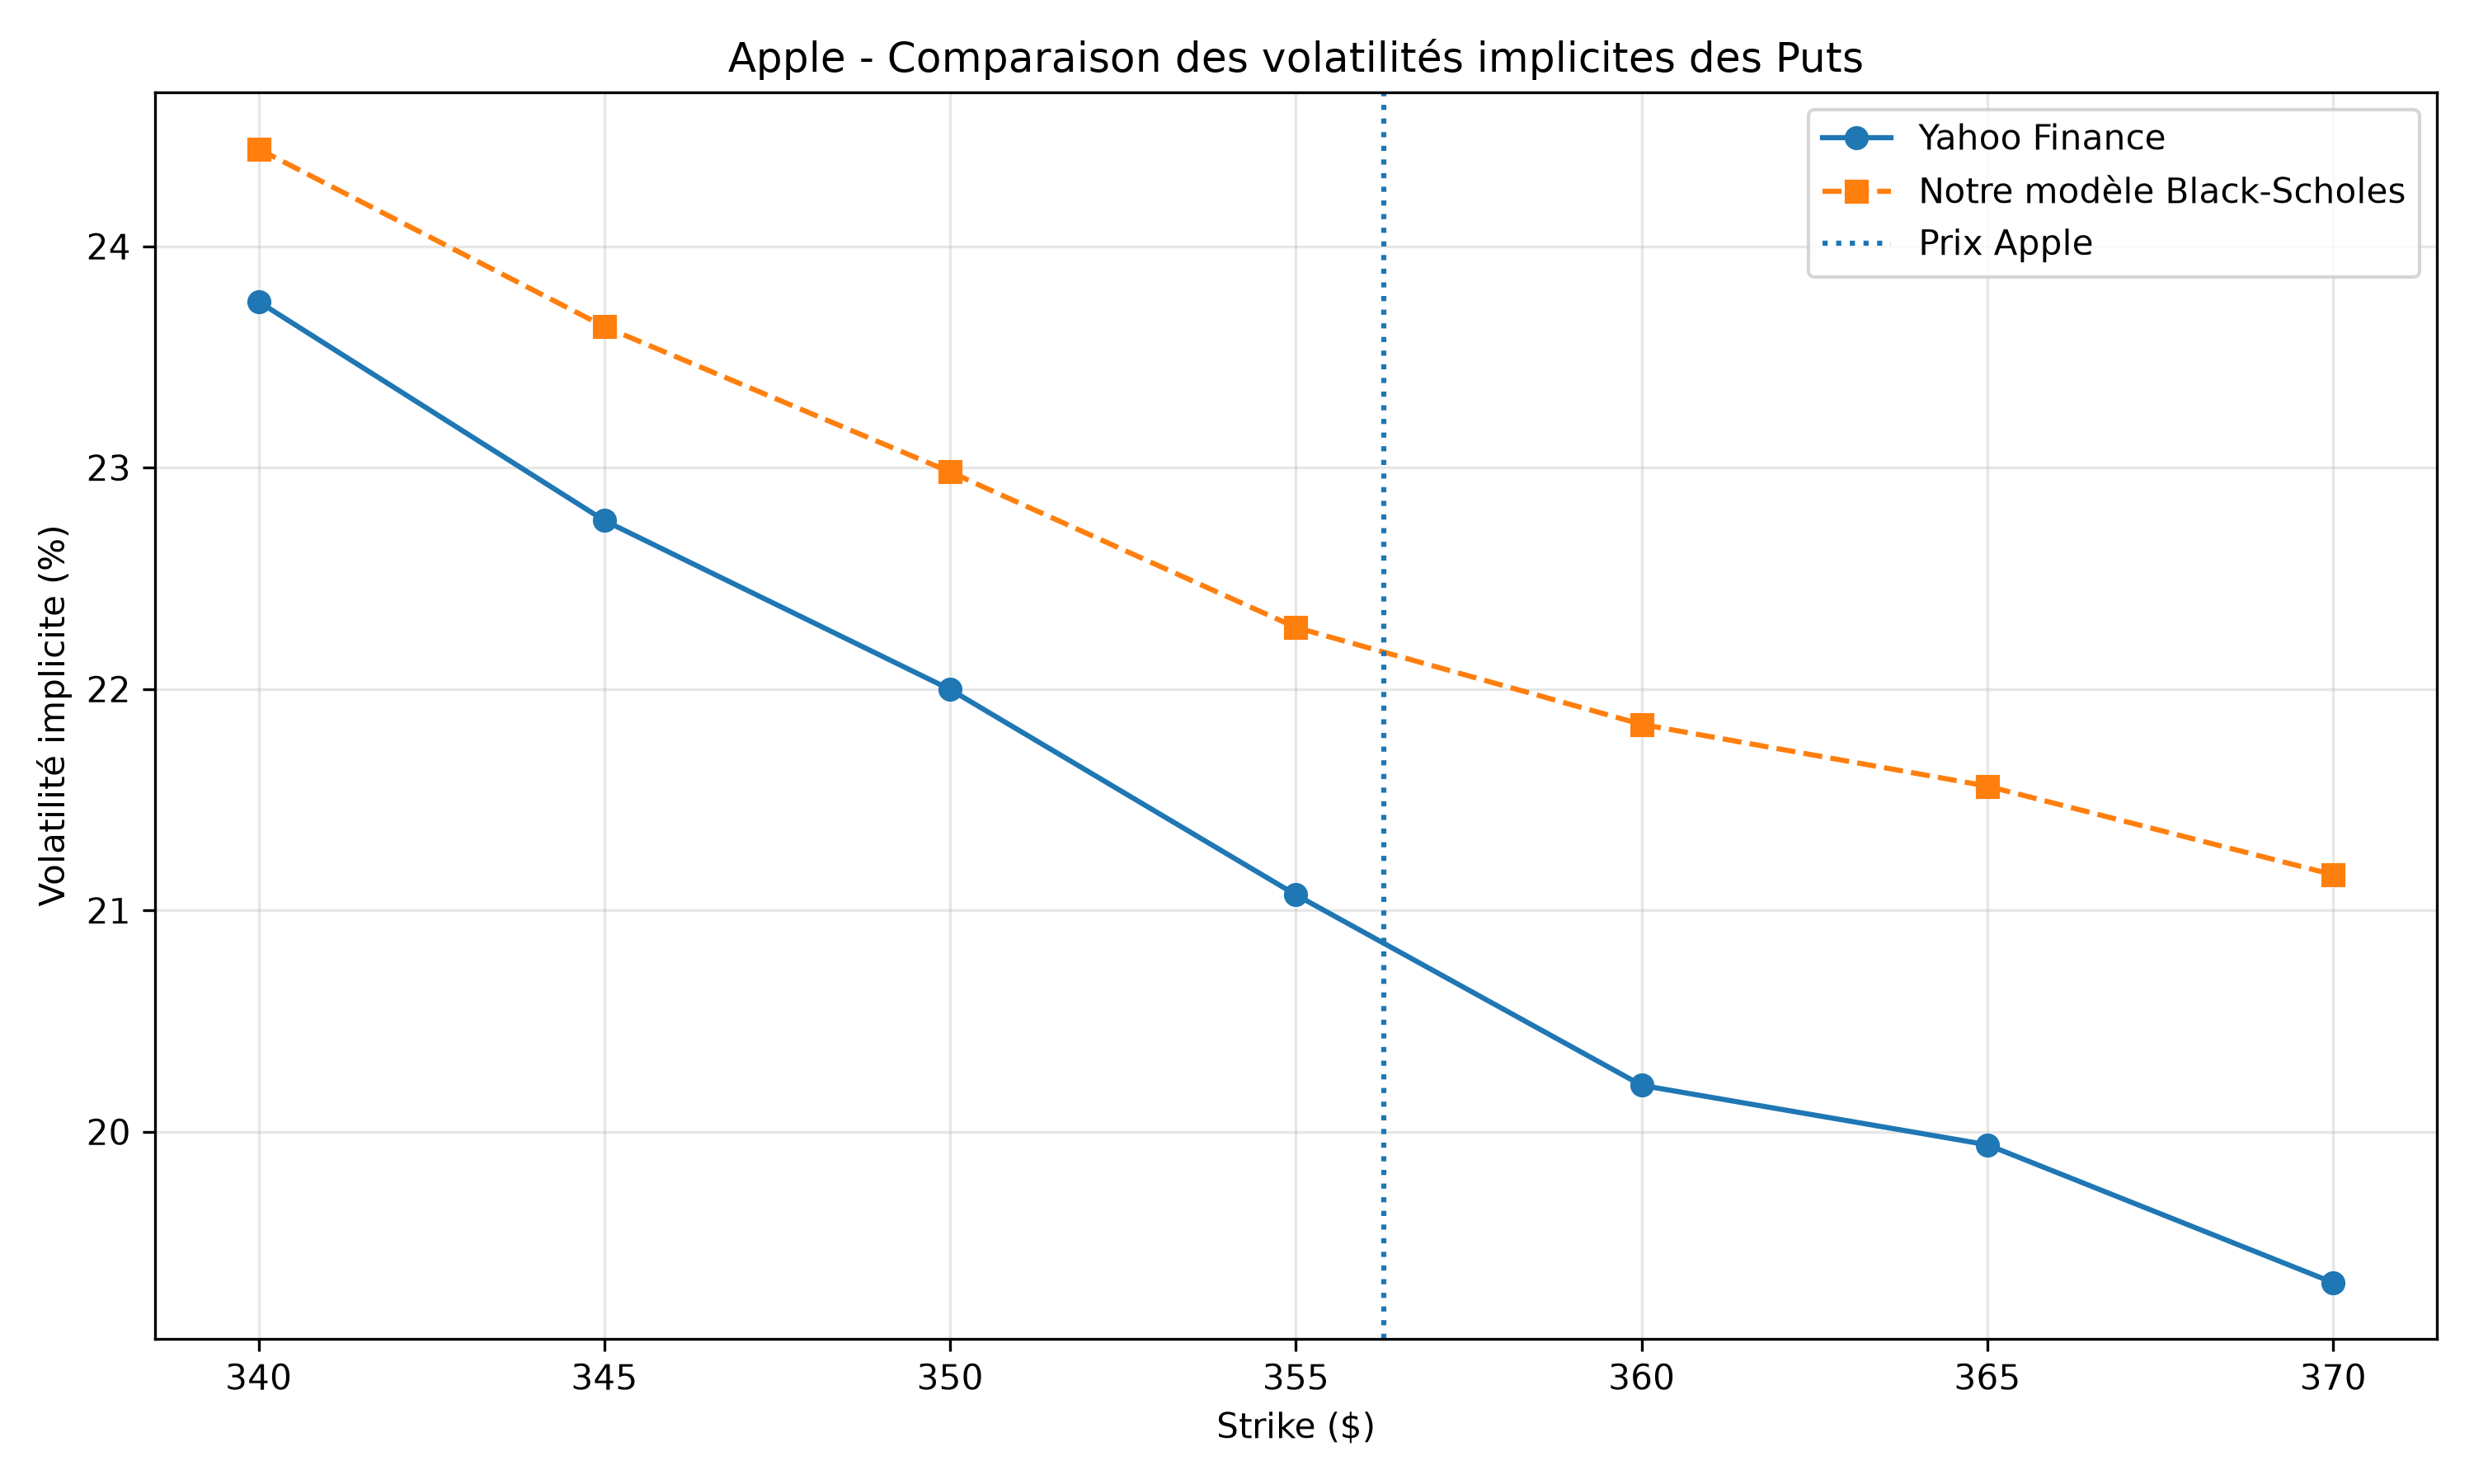 Apple - Comparaison des volatilités implicites des Puts
Yahoo Finance
Notre modèle Black-Scholes
Prix Apple
Volatilité implicite (%)
24
23
22
21
20
340 345 350 355 360 365 370
Strike ($)